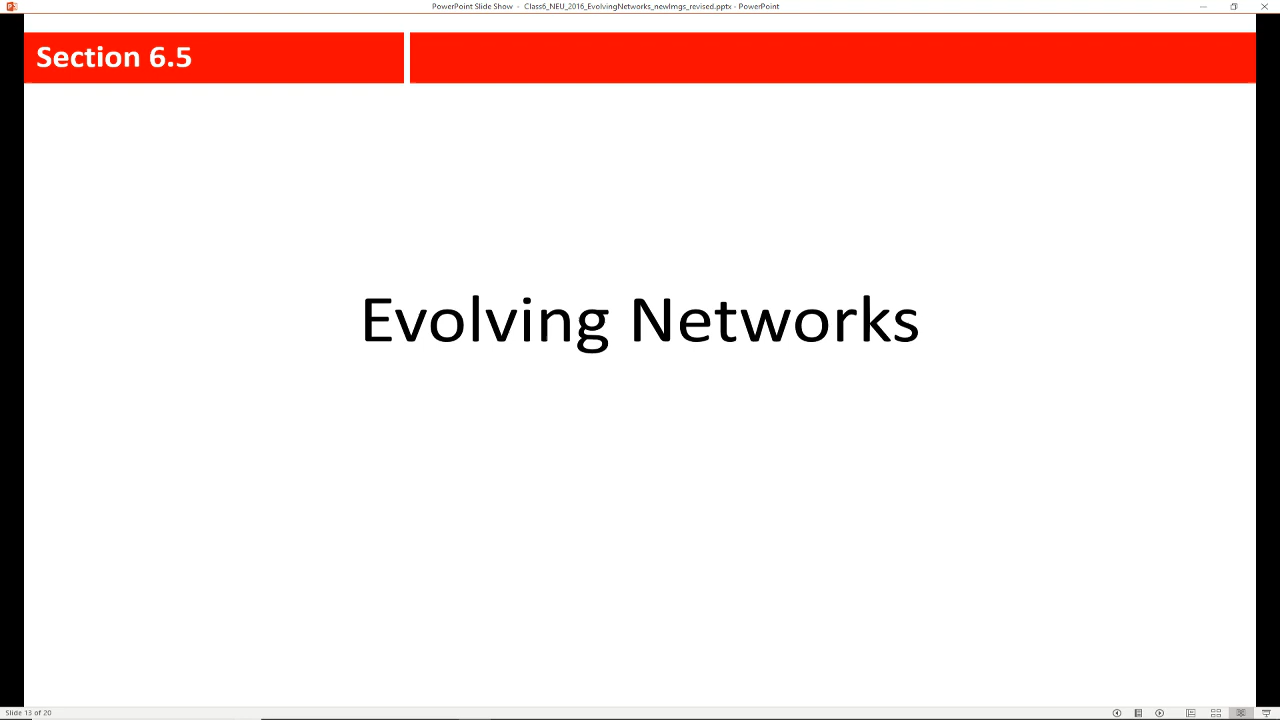 PowerPoint Slide Show - Class6_NEU_2016_EvolvingNetworks_newImgs_revised.pptx - PowerPoint
Section 6.5
Evolving Networks
Slide 13 of 20